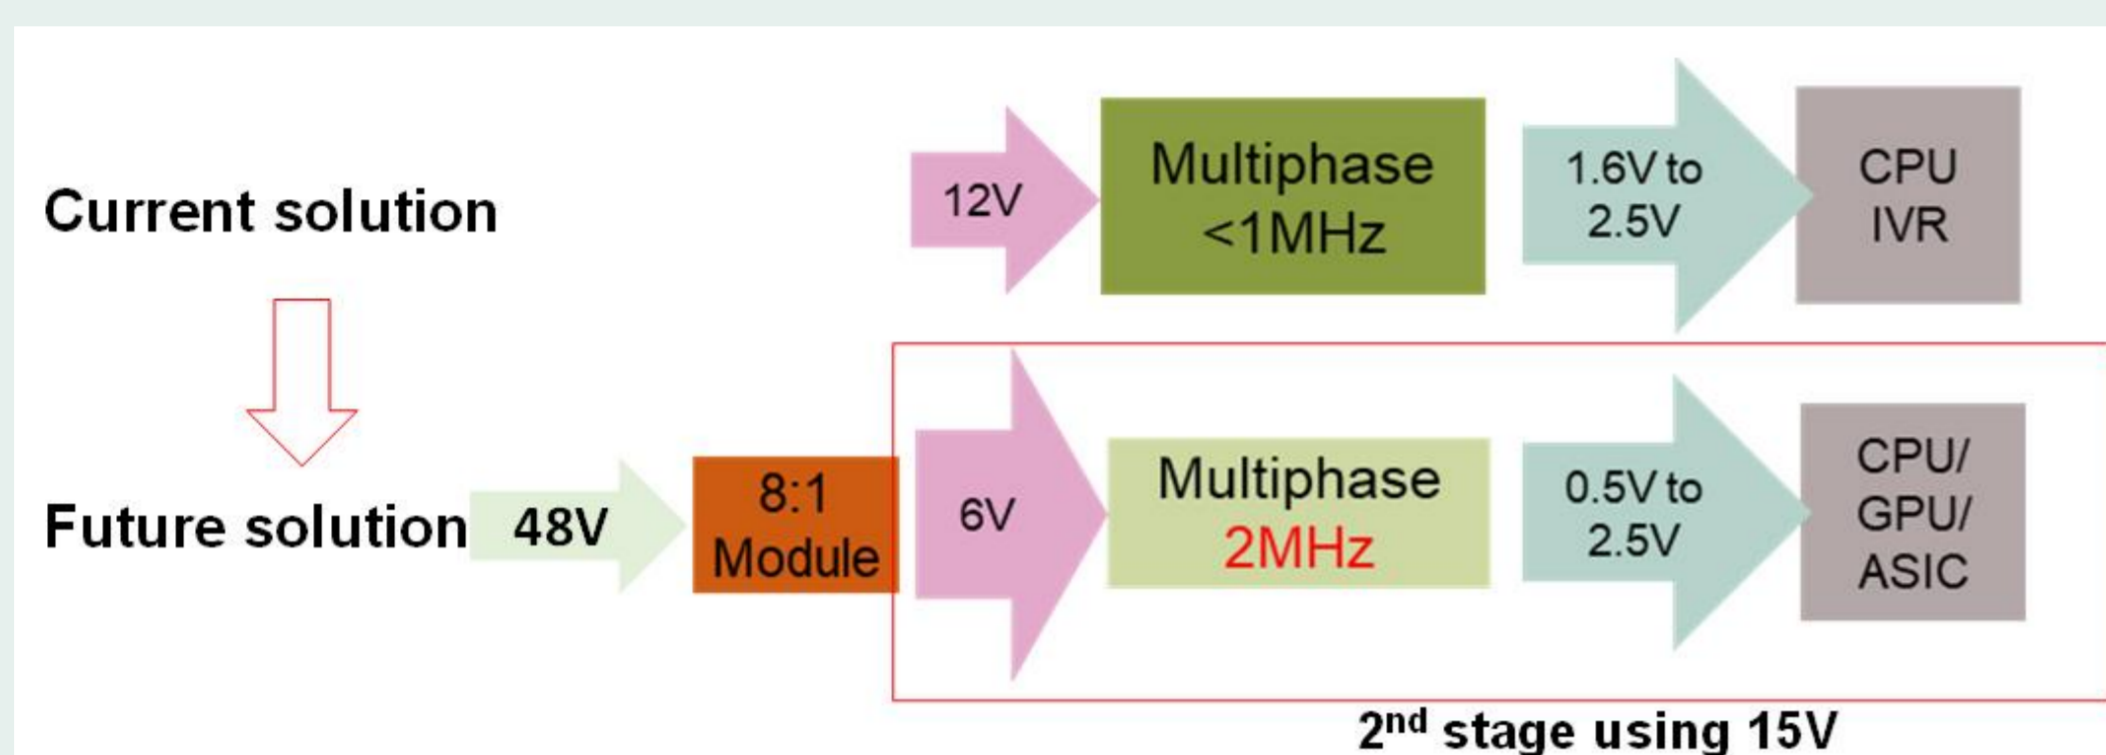 Current solution
12V
Multiphase
<1MHz
1.6V to
2.5V
CPU
IVR
Future solution
48V
8:1
Module
6V
Multiphase
2MHz
0.5V to
2.5V
CPU/
GPU/
ASIC
2nd stage using 15V